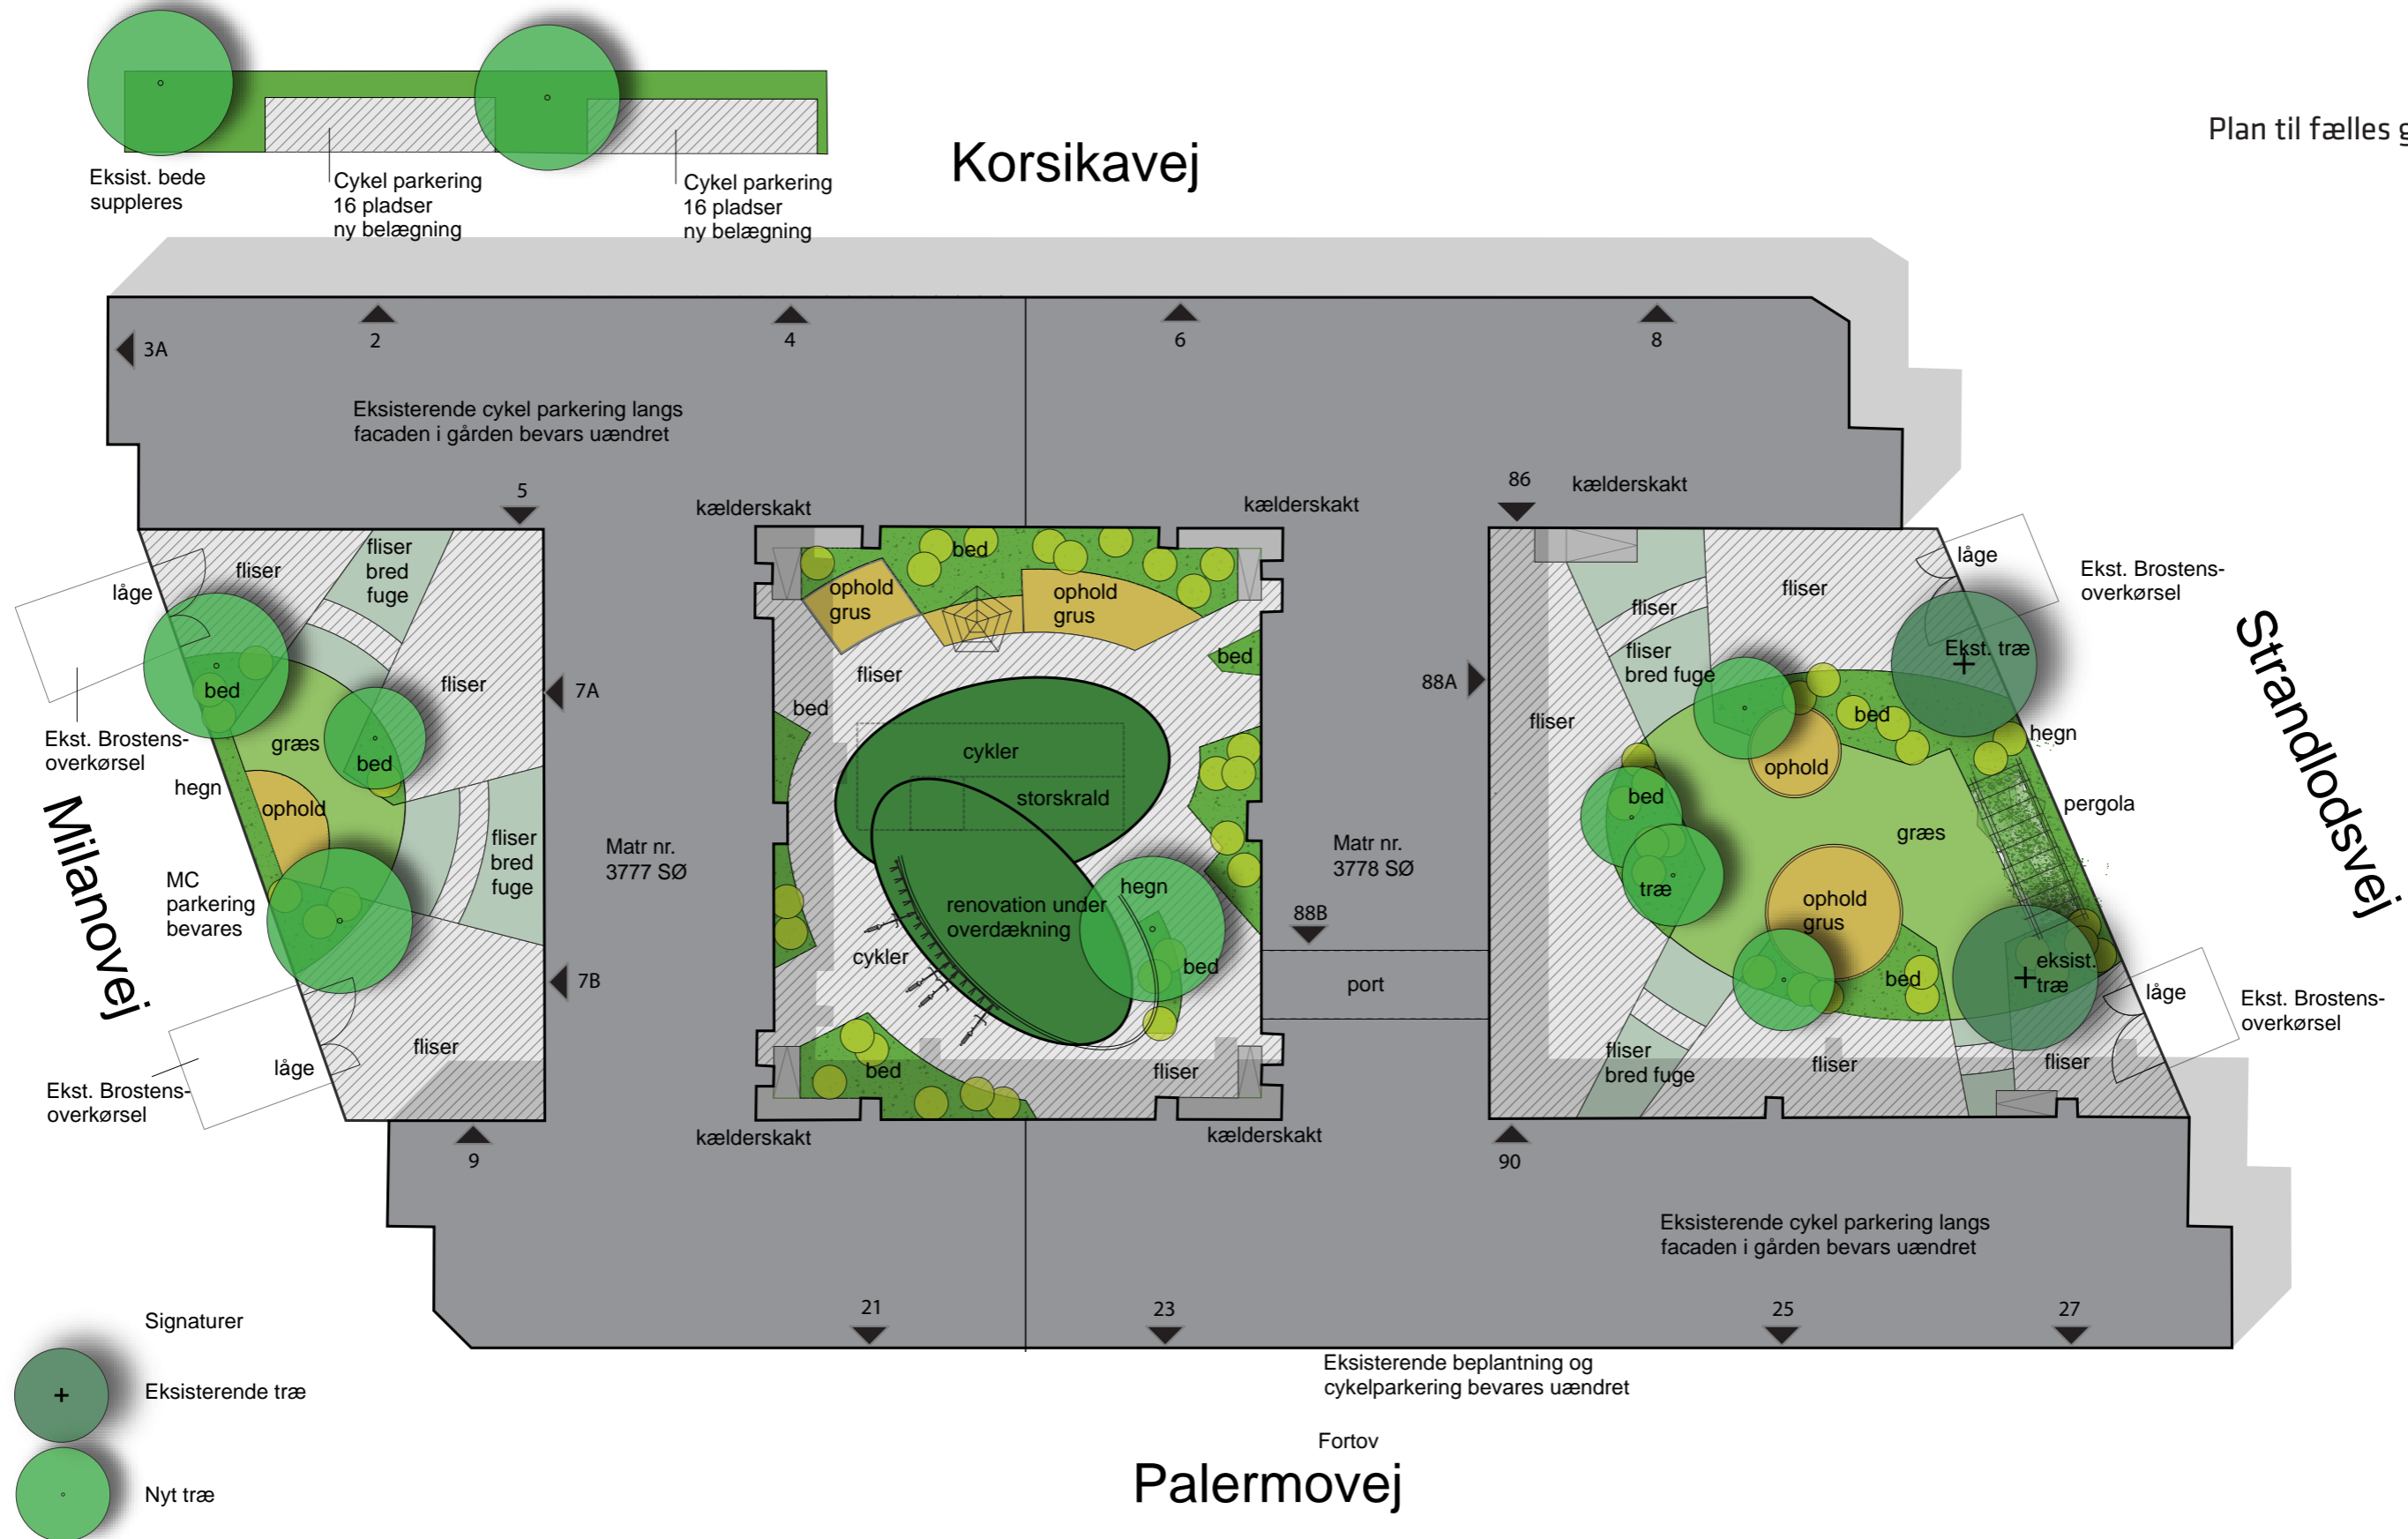 Plan til fælles g
Korsikavej
Eksist. bede
suppleres
Cykel parkering
16 pladser
ny belægning
Cykel parkering
16 pladser
ny belægning
3A
2
4
6
8
Eksisterende cykel parkering langs
facaden i gården bevars uændret
5
kælderskakt
kælderskakt
86
kælderskakt
låge
fliser
fliser
bred
fuge
bed
græs
bed
fliser
7A
Ekst. Brostens-
overkørsel
hegn
ophold
MC
parkering
bevares
fliser
bred
fuge
Milanovej
7B
låge
fliser
Ekst. Brostens-
overkørsel
9
Matr nr.
3777 SØ
bed
ophold
grus
ophold
grus
fliser
bed
bed
cykler
storskrald
hegn
renovation under
overdækning
cykler
bed
bed
fliser
kælderskakt
kælderskakt
88A
Matr nr.
3778 SØ
88B
port
90
fliser
fliser
fliser
bred fuge
fliser
låge
Ekst. Brostens-
overkørsel
Ekst. træ
bed
hegn
ophold
pergola
Strandlodsvej
bed
græs
træ
ophold
grus
bed
eksist.
træ
låge
Ekst. Brostens-
overkørsel
fliser
bred fuge
fliser
fliser
Eksisterende cykel parkering langs
facaden i gården bevars uændret
21
23
25
27
Eksisterende beplantning og
cykelparkering bevares uændret
Fortov
Palermovej
Signaturer
Eksisterende træ
Nyt træ